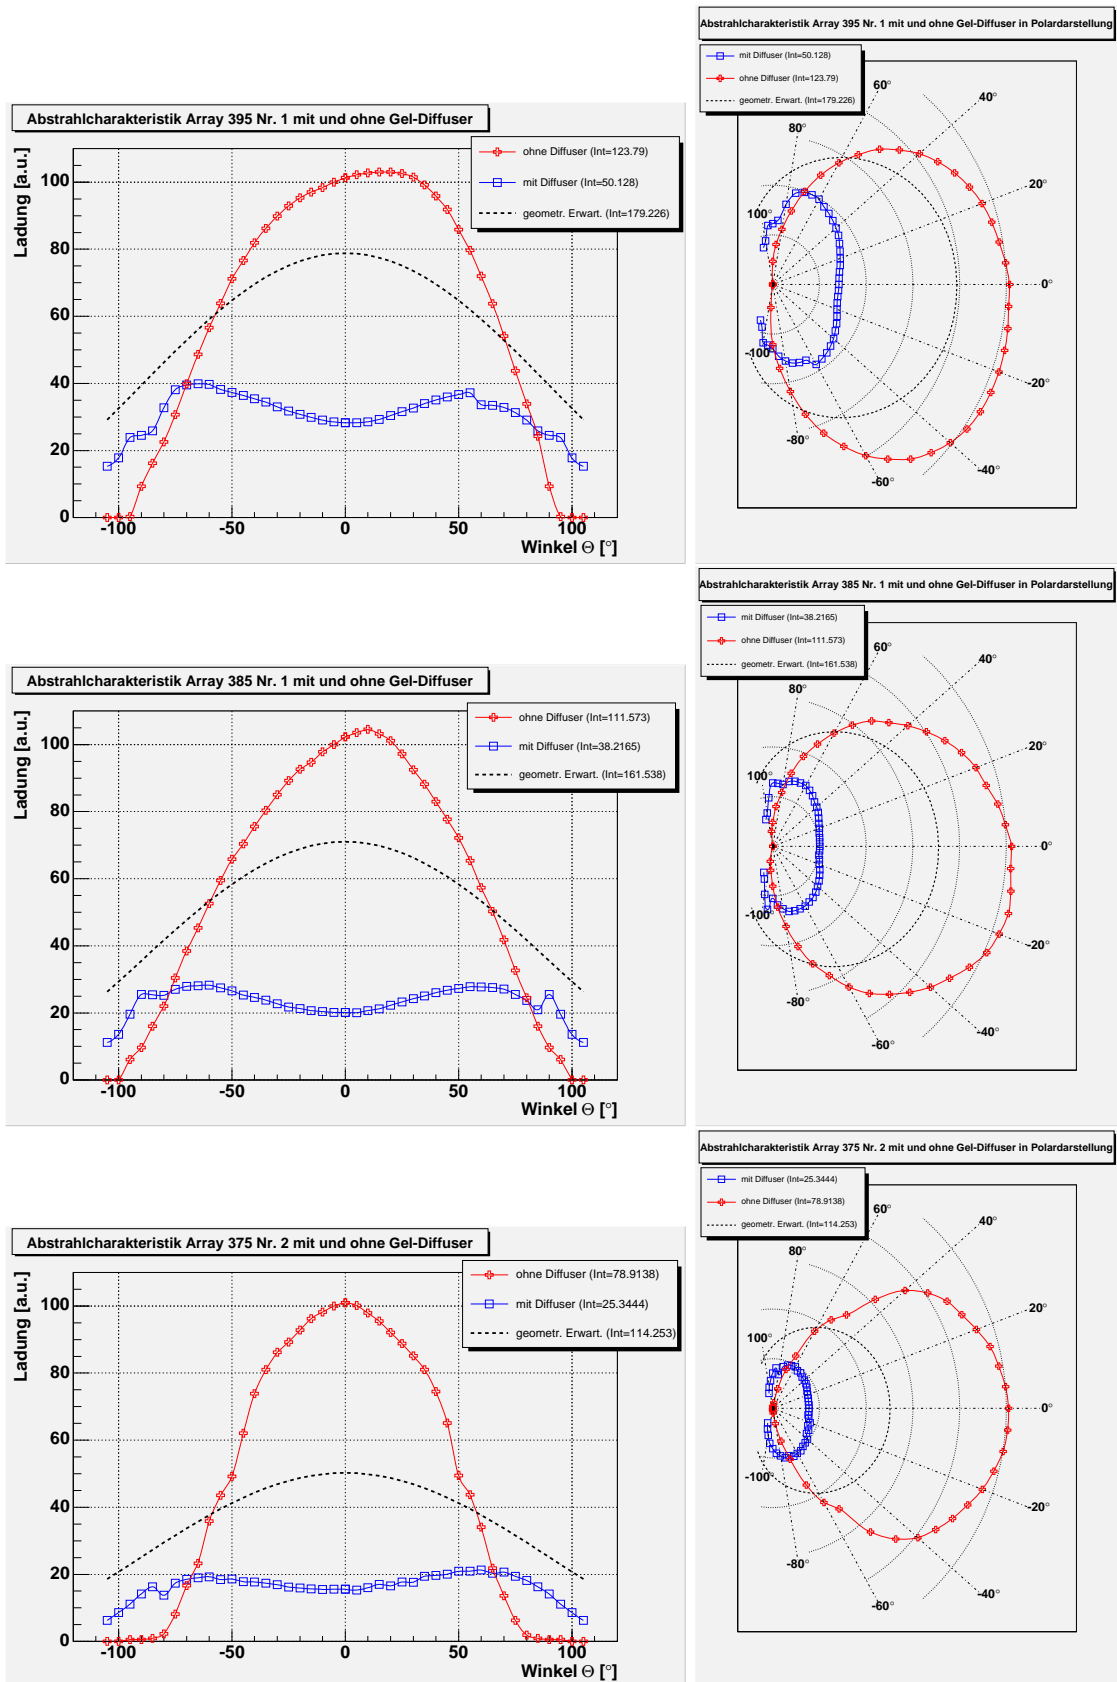 Abstrahlcharakteristik Array 395 Nr. 1 mit und ohne Gel-Diffuser
Ladung [a.u.]
100
80
60
40
20
0
-100
-50
0
50
100
Winkel Θ [°]
ohne Diffuser (Int=123.79)
mit Diffuser (Int=50.128)
geometr. Erwart. (Int=179.226)
Abstrahlcharakteristik Array 395 Nr. 1 mit und ohne Gel-Diffuser in Polardarstellung
mit Diffuser (Int=50.128)
ohne Diffuser (Int=123.79)
geometr. Erwart. (Int=179.226)
60°
40°
80°
20°
100°
0°
-100°
-20°
-80°
-40°
-60°
Abstrahlcharakteristik Array 385 Nr. 1 mit und ohne Gel-Diffuser
Ladung [a.u.]
100
80
60
40
20
0
-100
-50
0
50
100
Winkel Θ [°]
ohne Diffuser (Int=111.573)
mit Diffuser (Int=38.2165)
geometr. Erwart. (Int=161.538)
Abstrahlcharakteristik Array 385 Nr. 1 mit und ohne Gel-Diffuser in Polardarstellung
mit Diffuser (Int=38.2165)
ohne Diffuser (Int=111.573)
geometr. Erwart. (Int=161.538)
60°
40°
80°
20°
100°
0°
-100°
-20°
-80°
-40°
-60°
Abstrahlcharakteristik Array 375 Nr. 2 mit und ohne Gel-Diffuser
Ladung [a.u.]
100
80
60
40
20
0
-100
-50
0
50
100
Winkel Θ [°]
ohne Diffuser (Int=78.9138)
mit Diffuser (Int=25.3444)
geometr. Erwart. (Int=114.253)
Abstrahlcharakteristik Array 375 Nr. 2 mit und ohne Gel-Diffuser in Polardarstellung
mit Diffuser (Int=25.3444)
ohne Diffuser (Int=78.9138)
geometr. Erwart. (Int=114.253)
60°
40°
80°
20°
100°
0°
-100°
-20°
-80°
-40°
-60°